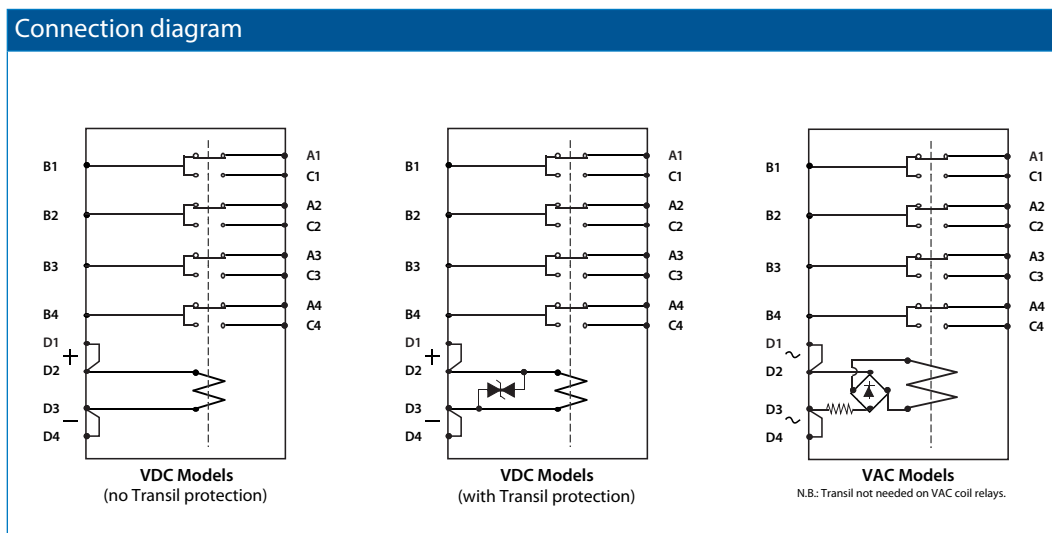 Connection diagram
B1
A1
C1
B2
A2
C2
B3
A3
C3
B4
A4
C4
D1
+
D2
D3
−
D4
VDC Models
(no Transil protection)
B1
A1
C1
B2
A2
C2
B3
A3
C3
B4
A4
C4
D1
+
D2
D3
−
D4
VDC Models
(with Transil protection)
B1
A1
C1
B2
A2
C2
B3
A3
C3
B4
A4
C4
D1
~
D2
D3
~
D4
VAC Models
N.B.: Transil not needed on VAC coil relays.